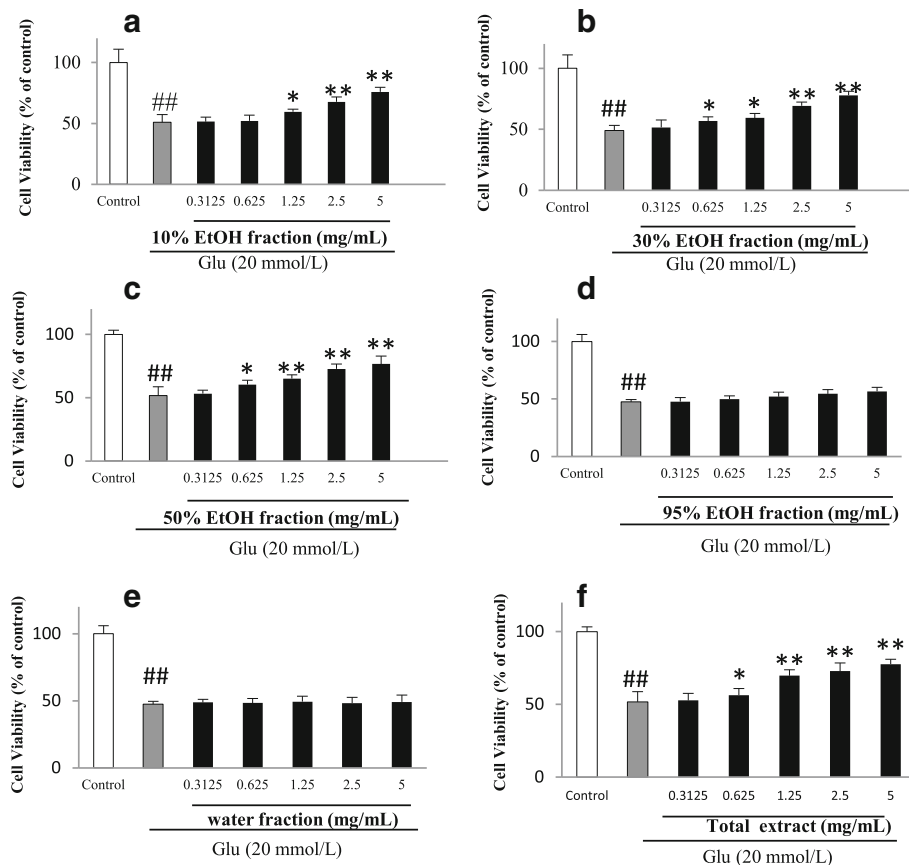 a
Cell Viability (% of control)
100
50
0
##
*
**
**
Control
0.3125 0.625 1.25 2.5 5
10% EtOH fraction (mg/mL)
Glu (20 mmol/L)
b
Cell Viability (% of control)
100
50
0
##
*
*
**
**
Control
0.3125 0.625 1.25 2.5 5
30% EtOH fraction (mg/mL)
Glu (20 mmol/L)
c
Cell Viability (% of control)
100
50
0
##
*
**
**
**
Control
0.3125 0.625 1.25 2.5 5
50% EtOH fraction (mg/mL)
Glu (20 mmol/L)
d
Cell Viability (% of control)
100
50
0
##
Control
0.3125 0.625 1.25 2.5 5
95% EtOH fraction (mg/mL)
Glu (20 mmol/L)
e
Cell Viability (% of control)
100
50
0
##
Control
0.3125 0.625 1.25 2.5 5
water fraction (mg/mL)
Glu (20 mmol/L)
f
Cell Viability (% of control)
100
50
0
##
*
**
**
**
Control
0.3125 0.625 1.25 2.5 5
Total extract (mg/mL)
Glu (20 mmol/L)